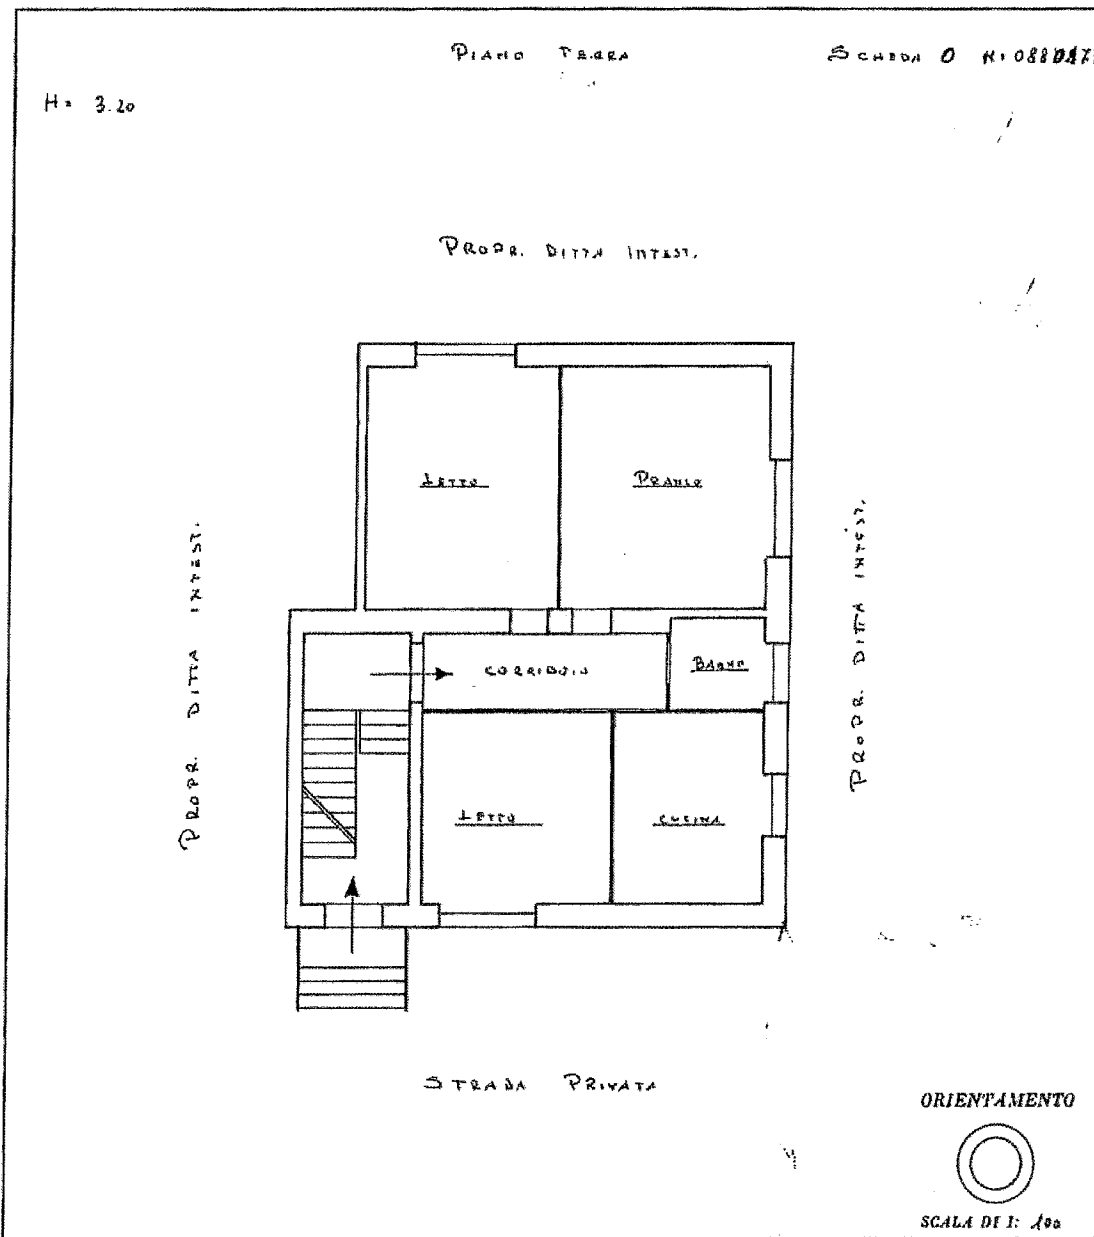 PIANO TERRA
SCHEDA O N.
H= 3.20
PROPR. DITTA INTEST.
LETTO
PRANZO
PROPR. DITTA INTEST.
PROPR. DITTA INTEST.
CORRIDOIO
BAGNO
LETTO
CUCINA
STRADA PRIVATA
ORIENTAMENTO
SCALA DI 1: 100